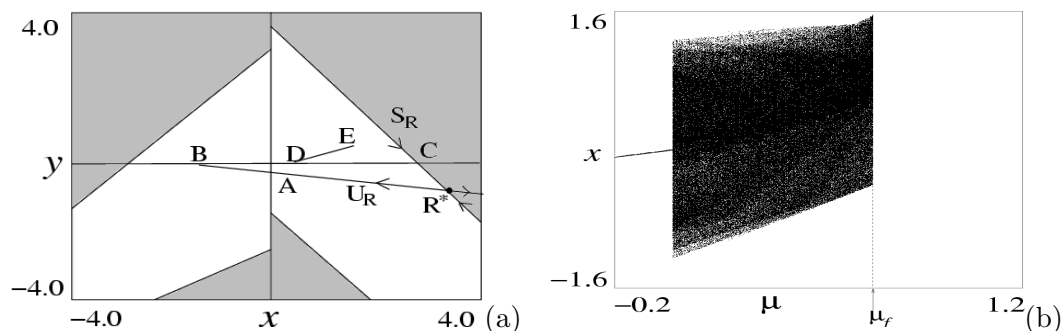 4.0
y
-4.0
-4.0
x
4.0
B
D
E
A
S_R
C
U_R
R*
(a)
1.6
x
-1.6
-0.2
μ
μ_f
1.2
(b)